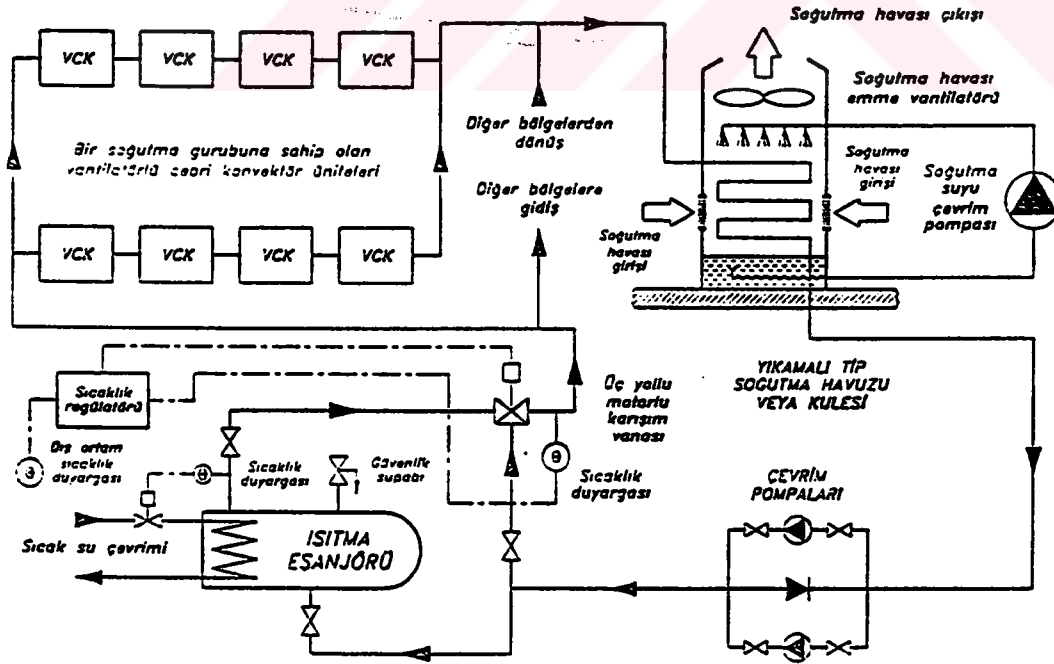 Soğutma havası çıkışı
VCK
VCK
VCK
VCK
Soğutma havası
emme vantilatörü
Diğer bölgelerden
dönüş
Bir soğutma gurubuna sahip olan
vantilatörlü konvektör üniteleri
Diğer bölgelere
gidiş
Soğutma
havası
girişi
Soğutma
suyu
çevrim
pompası
Soğutma
havası
girişi
VCK
VCK
VCK
VCK
Sıcaklık
regülatörü
Üç yollu
motorlu
karışım
vanası
YIKAMALI TİP
SOĞUTMA HAVUZU
VEYA KULESİ
Dış ortam
sıcaklık
duyargası
θ
θ
θ
Sıcaklık
duyargası
Güvenlik
supabı
Sıcaklık
duyargası
ÇEVRİM
POMPALARI
Sıcak su çevrimi
ISITMA
EŞANJÖRÜ